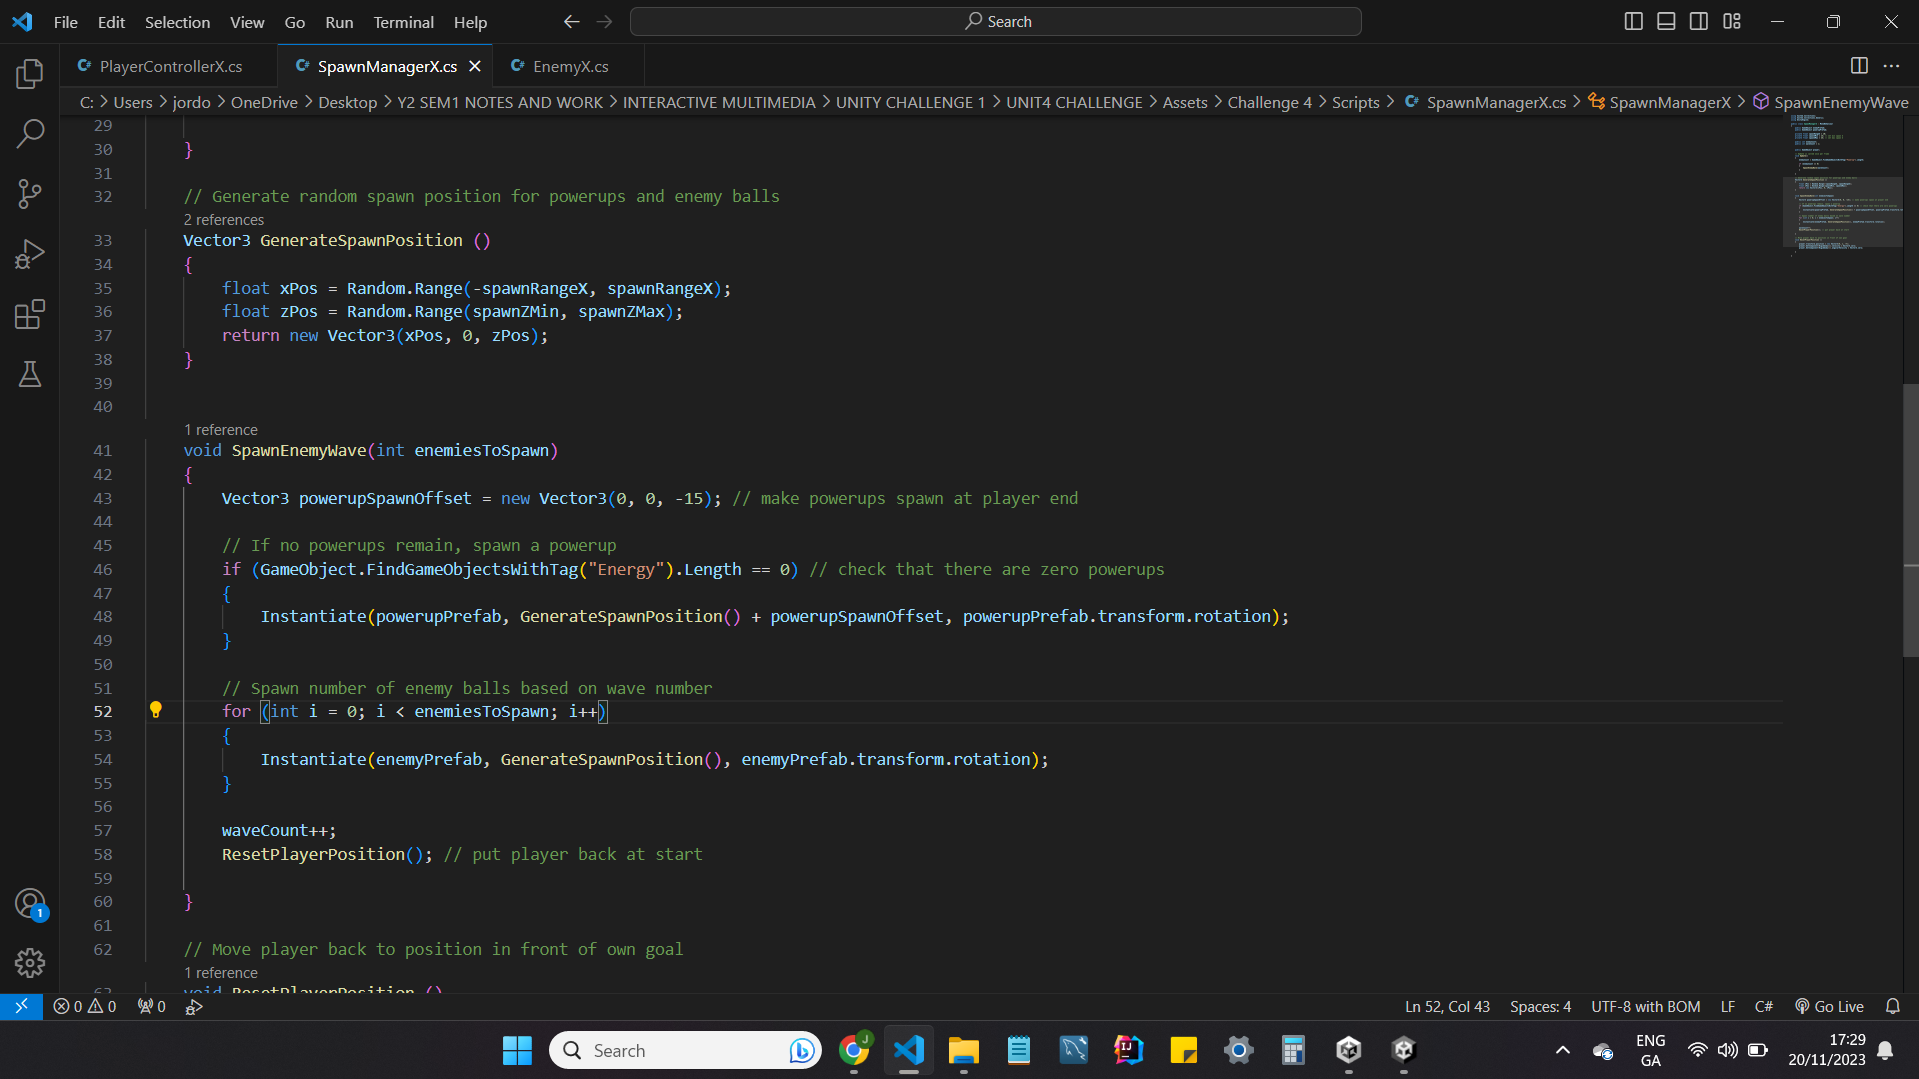 File Edit Selection View Go Run Terminal Help
Search
PlayerControllerX.cs
SpawnManagerX.cs
EnemyX.cs
C: > Users > jordo > OneDrive > Desktop > Y2 SEM1 NOTES AND WORK > INTERACTIVE MULTIMEDIA > UNITY CHALLENGE 1 > UNIT4 CHALLENGE > Assets > Challenge 4 > Scripts > SpawnManagerX.cs > SpawnManagerX > SpawnEnemyWave
29
30 }
31
32 // Generate random spawn position for powerups and enemy balls
2 references
33 Vector3 GenerateSpawnPosition ()
34 {
35 float xPos = Random.Range(-spawnRangeX, spawnRangeX);
36 float zPos = Random.Range(spawnZMin, spawnZMax);
37 return new Vector3(xPos, 0, zPos);
38 }
39
40
1 reference
41 void SpawnEnemyWave(int enemiesToSpawn)
42 {
43 Vector3 powerupSpawnOffset = new Vector3(0, 0, -15); // make powerups spawn at player end
44
45 // If no powerups remain, spawn a powerup
46 if (GameObject.FindGameObjectsWithTag("Energy").Length == 0) // check that there are zero powerups
47 {
48 Instantiate(powerupPrefab, GenerateSpawnPosition() + powerupSpawnOffset, powerupPrefab.transform.rotation);
49 }
50
51 // Spawn number of enemy balls based on wave number
52 for (int i = 0; i < enemiesToSpawn; i++)
53 {
54 Instantiate(enemyPrefab, GenerateSpawnPosition(), enemyPrefab.transform.rotation);
55 }
56
57 waveCount++;
58 ResetPlayerPosition(); // put player back at start
59
60 }
61
62 // Move player back to position in front of own goal
1 reference
63 void ResetPlayerPosition ()
1
0 0 0 Ln 52, Col 43 Spaces: 4 UTF-8 with BOM LF C# Go Live
Search
J
IJ
ENG
GA
17:29
20/11/2023